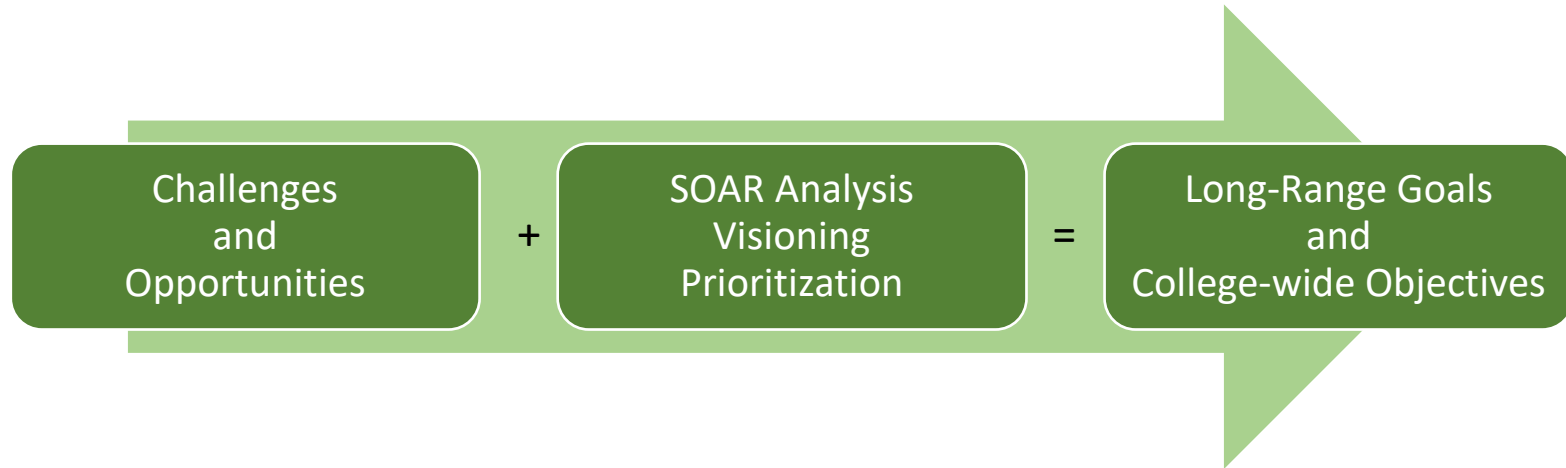 Challenges
and
Opportunities
+
SOAR Analysis
Visioning
Prioritization
=
Long-Range Goals
and
College-wide Objectives